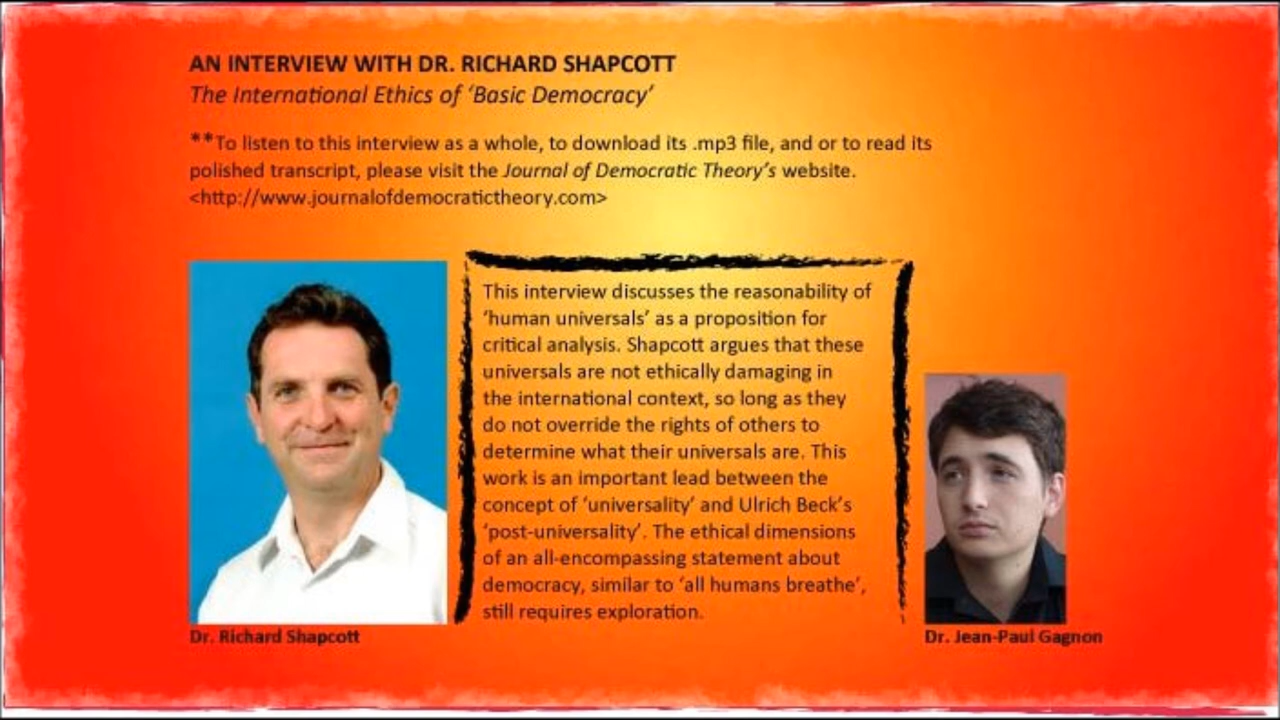 AN INTERVIEW WITH DR. RICHARD SHAPCOTT
The International Ethics of ‘Basic Democracy’
**To listen to this interview as a whole, to download its .mp3 file, and or to read its
polished transcript, please visit the Journal of Democratic Theory’s website.
<http://www.journalofdemocratictheory.com>
This interview discusses the reasonability of
‘human universals’ as a proposition for
critical analysis. Shapcott argues that these
universals are not ethically damaging in
the international context, so long as they
do not override the rights of others to
determine what their universals are. This
work is an important lead between the
concept of ‘universality’ and Ulrich Beck’s
‘post-universality’. The ethical dimensions
of an all-encompassing statement about
democracy, similar to ‘all humans breathe’,
still requires exploration.
Dr. Richard Shapcott
Dr. Jean-Paul Gagnon